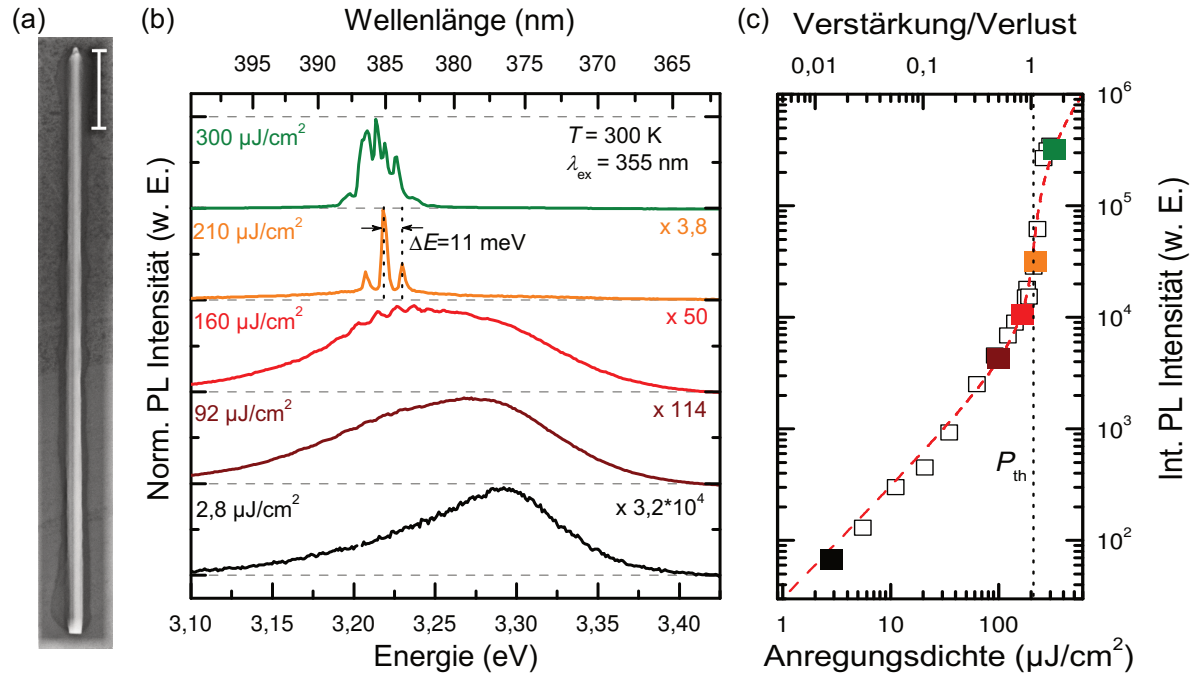 (a)
(b)
Wellenlänge (nm)
395 390 385 380 375 370 365
300 µJ/cm²
T = 300 K
λex = 355 nm
210 µJ/cm²
x 3,8
ΔE=11 meV
160 µJ/cm²
x 50
92 µJ/cm²
x 114
2,8 µJ/cm²
x 3,2*10⁴
Norm. PL Intensität (w. E.)
3,10 3,15 3,20 3,25 3,30 3,35 3,40
Energie (eV)
(c)
Verstärkung/Verlust
0,01 0,1 1
10⁶
10⁵
10⁴
10³
10²
Pth
Int. PL Intensität (w. E.)
1 10 100
Anregungsdichte (µJ/cm²)